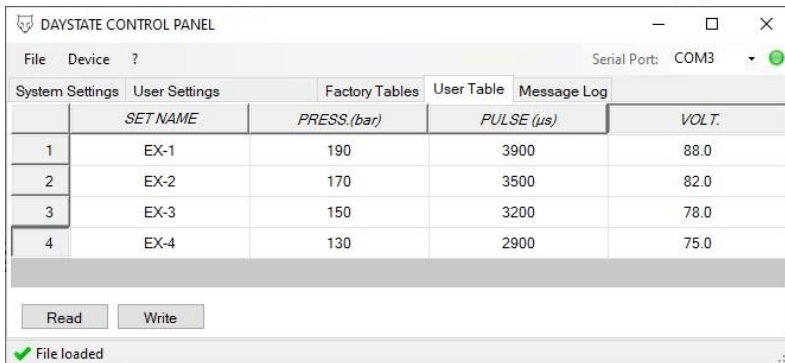 DAYSTATE CONTROL PANEL
File Device ? Serial Port: COM3
System Settings User Settings Factory Tables User Table Message Log
SET NAME PRESS.(bar) PULSE (µs) VOLT.
1 EX-1 190 3900 88.0
2 EX-2 170 3500 82.0
3 EX-3 150 3200 78.0
4 EX-4 130 2900 75.0
Read Write
File loaded